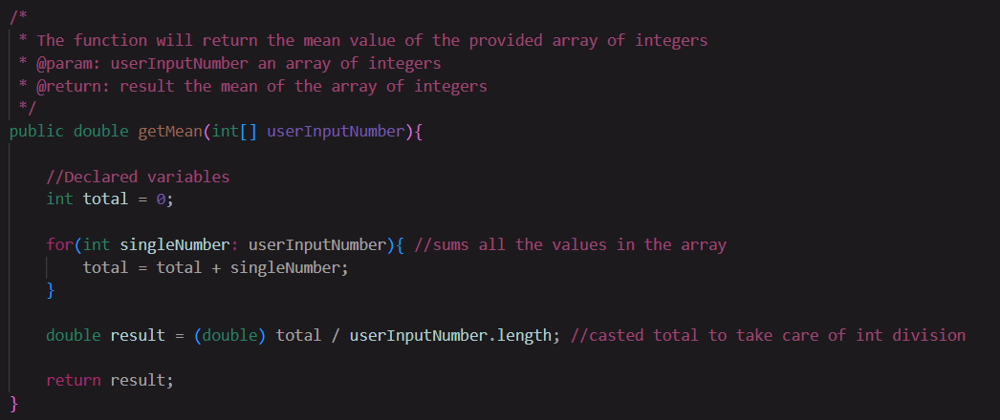 /*
 * The function will return the mean value of the provided array of integers
 * @param: userInputNumber an array of integers
 * @return: result the mean of the array of integers
 */
public double getMean(int[] userInputNumber){
    //Declared variables
    int total = 0;
    for(int singleNumber: userInputNumber){ //sums all the values in the array
        total = total + singleNumber;
    }
    double result = (double) total / userInputNumber.length; //casted total to take care of int division
    return result;
}